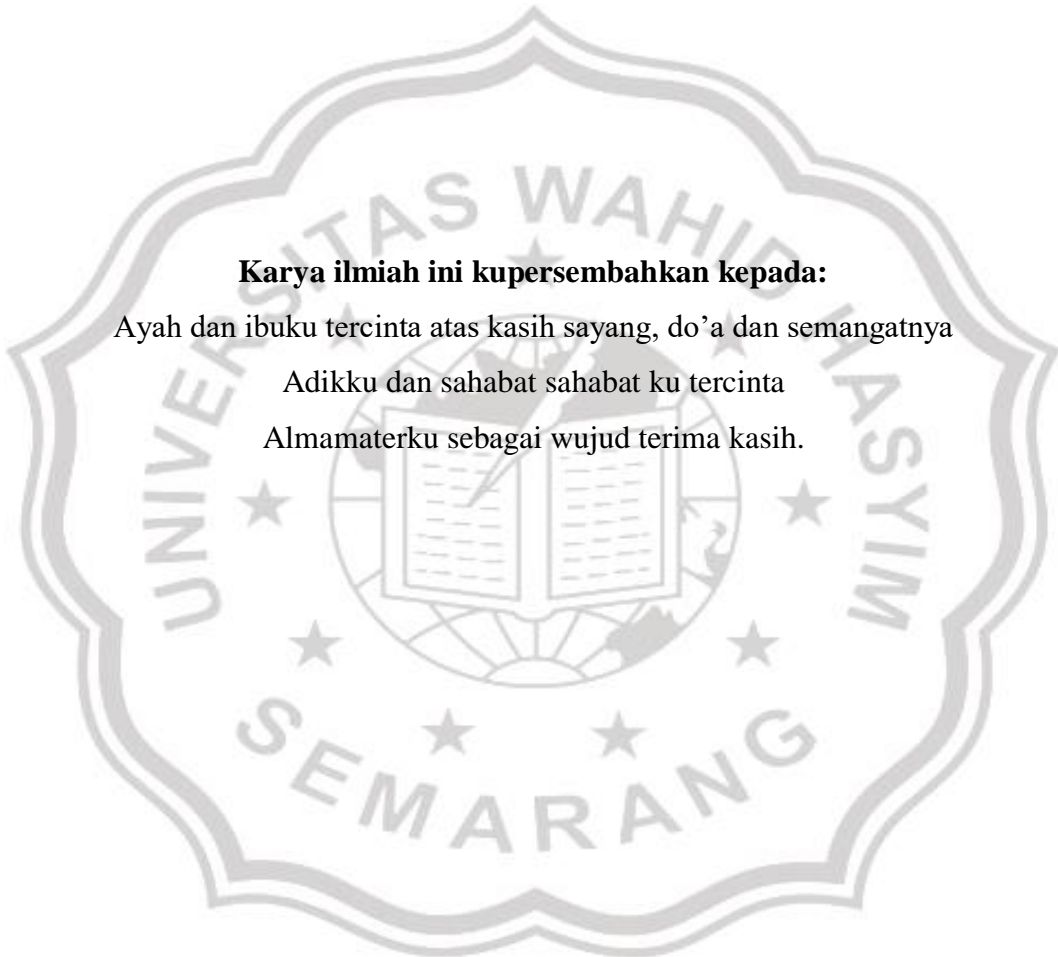 UNIVERSITAS WAHID HASYIM
Karya ilmiah ini kupersembahkan kepada:
Ayah dan ibuku tercinta atas kasih sayang, do’a dan semangatnya
Adikku dan sahabat sahabat ku tercinta
Almamaterku sebagai wujud terima kasih.
SEMARANG